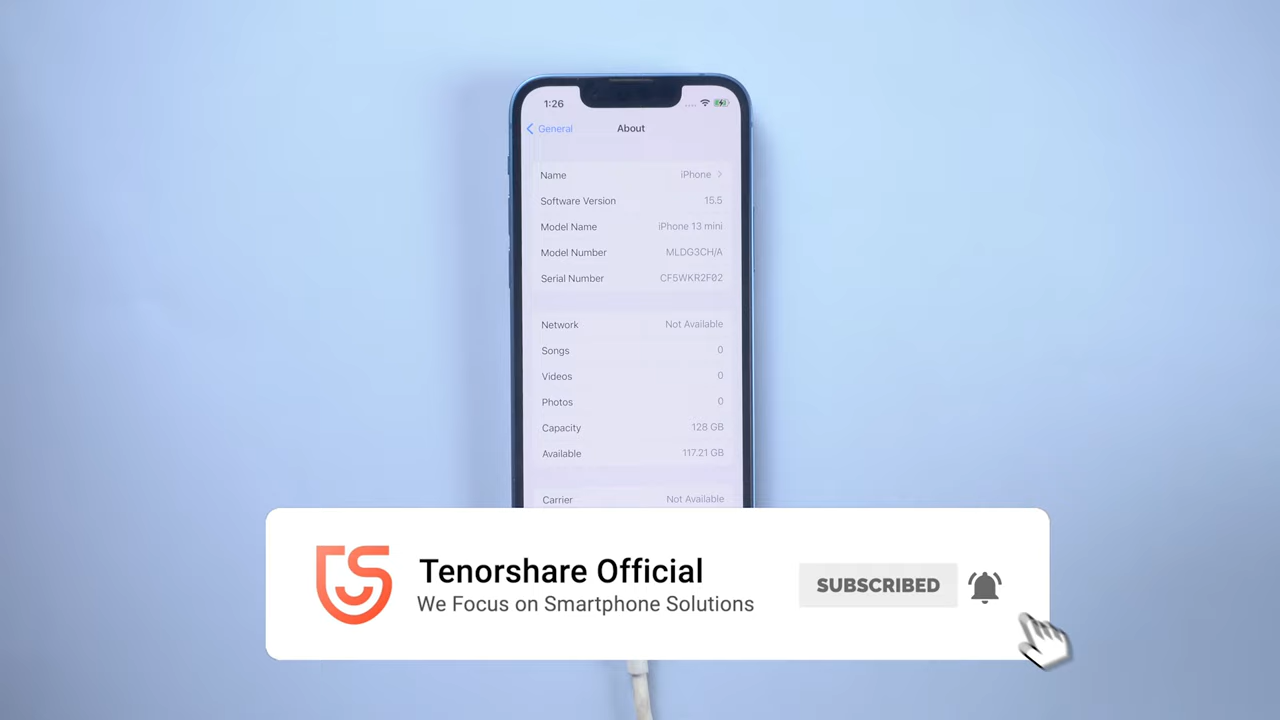 1:26
General
About
Name iPhone
Software Version 15.5
Model Name iPhone 13 mini
Model Number MLDG3CH/A
Serial Number CF5WKR2F02
Network Not Available
Songs 0
Videos 0
Photos 0
Capacity 128 GB
Available 117.21 GB
Carrier Not Available
Tenorshare Official
We Focus on Smartphone Solutions
SUBSCRIBED